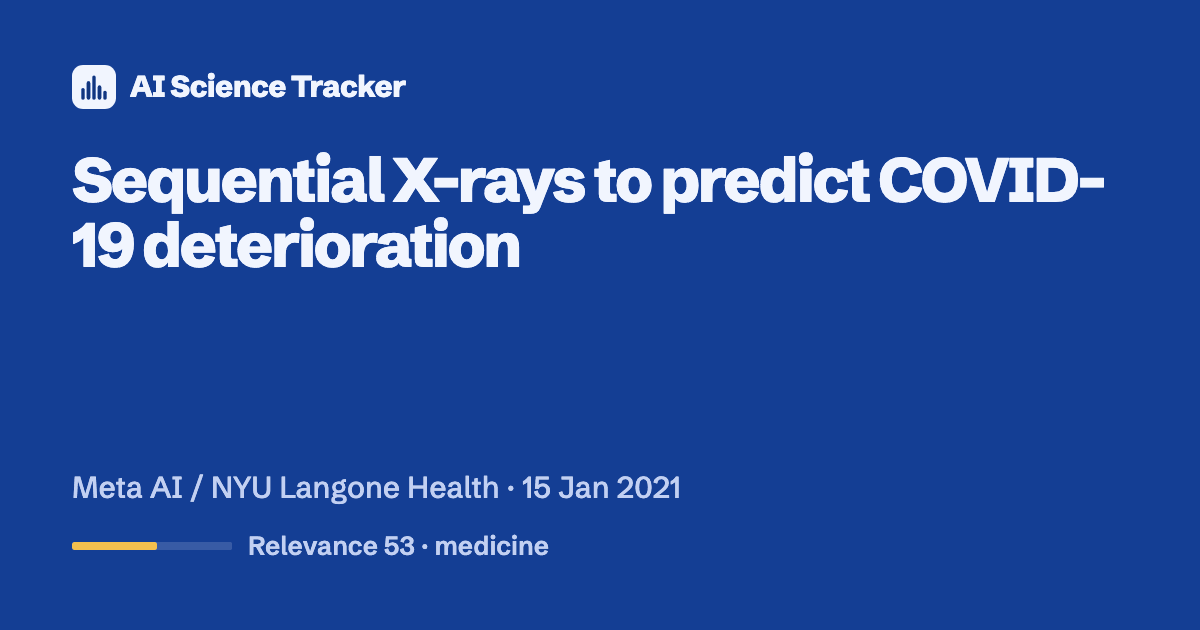 AI Science Tracker
Sequential X-rays to predict COVID-
19 deterioration
Meta AI / NYU Langone Health · 15 Jan 2021
Relevance 53 · medicine